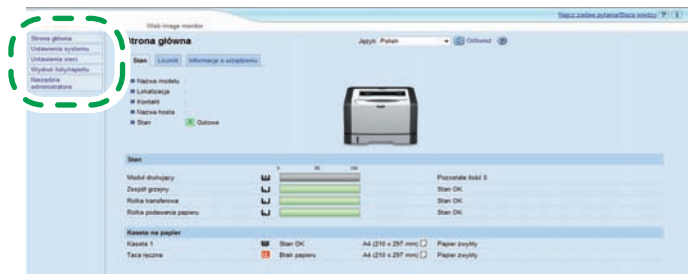 Najcz. zadaw. pytania/Baza wiedzy
Web image monitor
Strona główna
Ustawienia systemu
Ustawienia sieci
Wydruk listy/raportu
Narzędzia
administratora
Strona główna
Język: Polish
Odśwież
Stan
Licznik
Informacje o urządzeniu
Nazwa modelu :
Lokalizacja :
Kontakt :
Nazwa hosta :
Stan : Gotowe
Stan
0 50 100
Moduł drukujący Pozostała ilość 5
Zespół grzejny Stan OK
Rolka transferowa Stan OK
Rolka podawania papieru Stan OK
Kaseta na papier
Kaseta 1 Stan OK A4 (210 x 297 mm) Papier zwykły
Taca ręczna Brak papieru A4 (210 x 297 mm) Papier zwykły